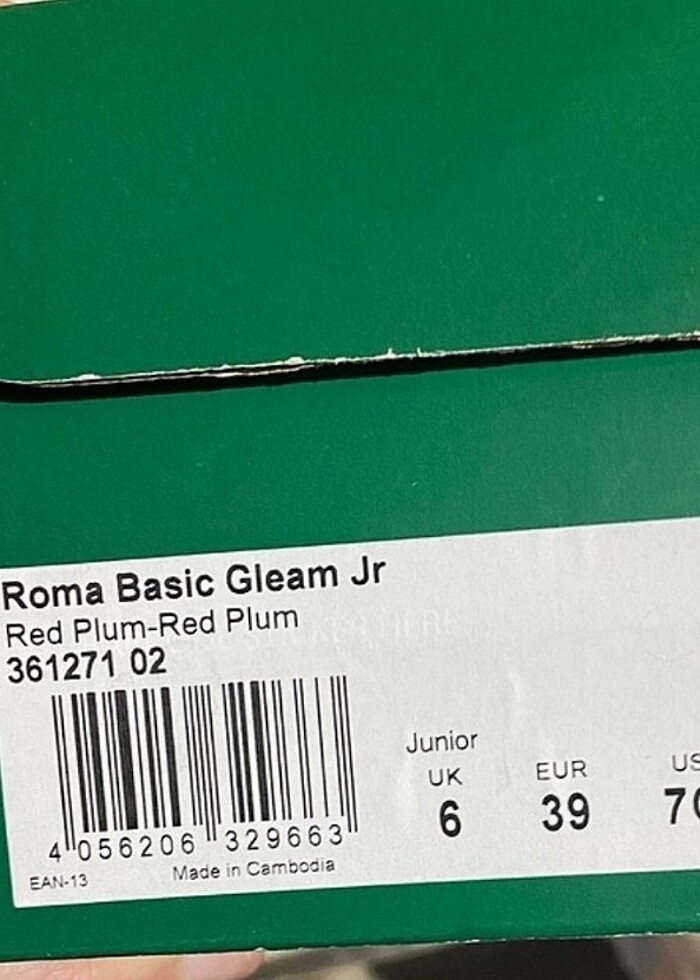 Roma Basic Gleam Jr
Red Plum-Red Plum
361271 02
Junior
UK EUR US
6 39
4 056206 329663
EAN-13 Made in Cambodia